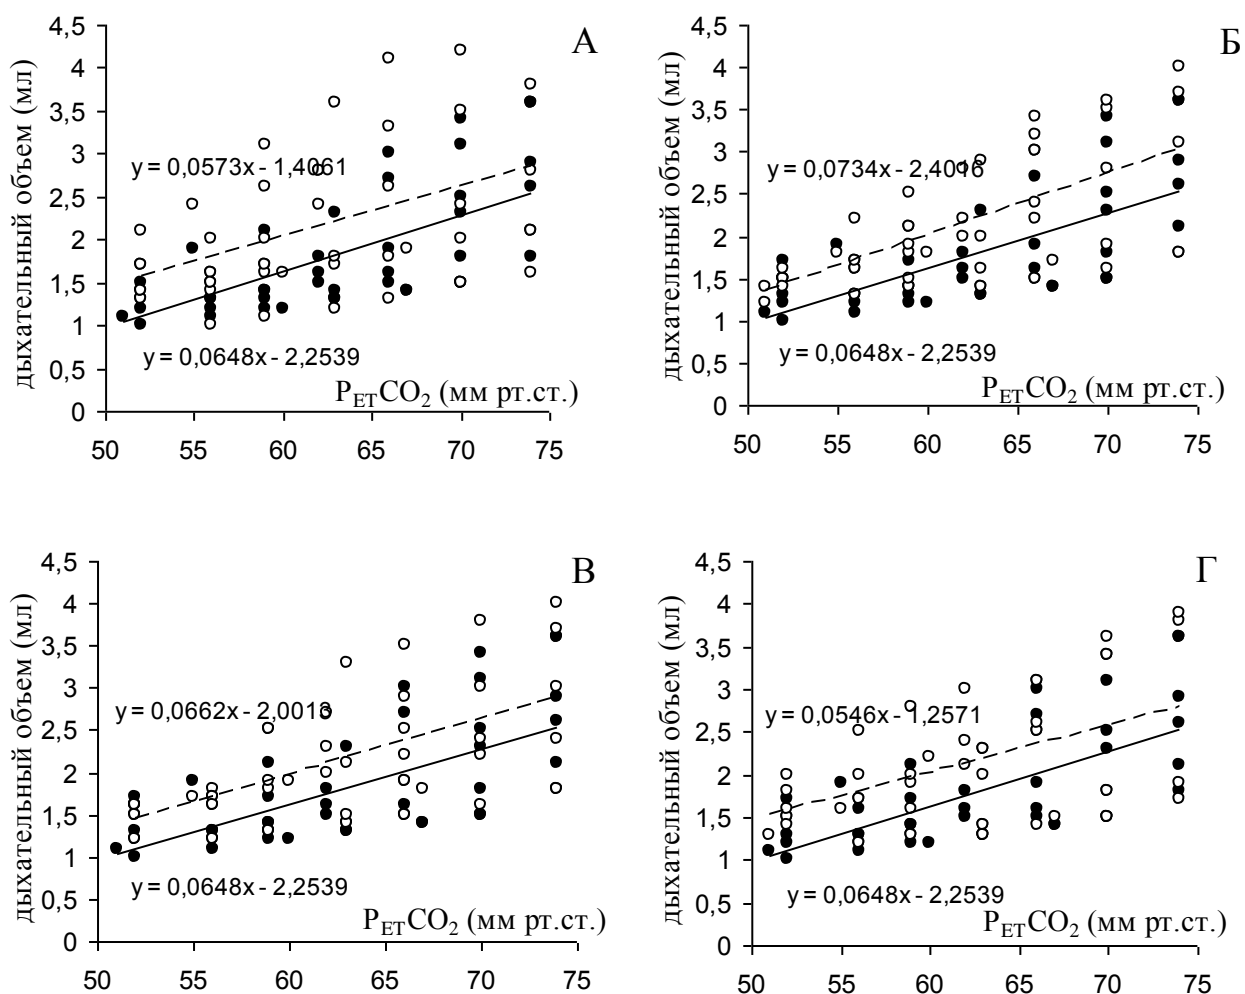 А
дыхательный объем (мл)
4,5
4
3,5
3
2,5
2
1,5
1
0,5
0
y = 0,0573x - 1,4061
y = 0,0648x - 2,2539
P_ETCO₂ (мм рт.ст.)
50 55 60 65 70 75
Б
дыхательный объем (мл)
4,5
4
3,5
3
2,5
2
1,5
1
0,5
0
y = 0,0734x - 2,4016
y = 0,0648x - 2,2539
P_ETCO₂ (мм рт.ст.)
50 55 60 65 70 75
В
дыхательный объем (мл)
4,5
4
3,5
3
2,5
2
1,5
1
0,5
0
y = 0,0662x - 2,0013
y = 0,0648x - 2,2539
P_ETCO₂ (мм рт.ст.)
50 55 60 65 70 75
Г
дыхательный объем (мл)
4,5
4
3,5
3
2,5
2
1,5
1
0,5
0
y = 0,0546x - 1,2571
y = 0,0648x - 2,2539
P_ETCO₂ (мм рт.ст.)
50 55 60 65 70 75